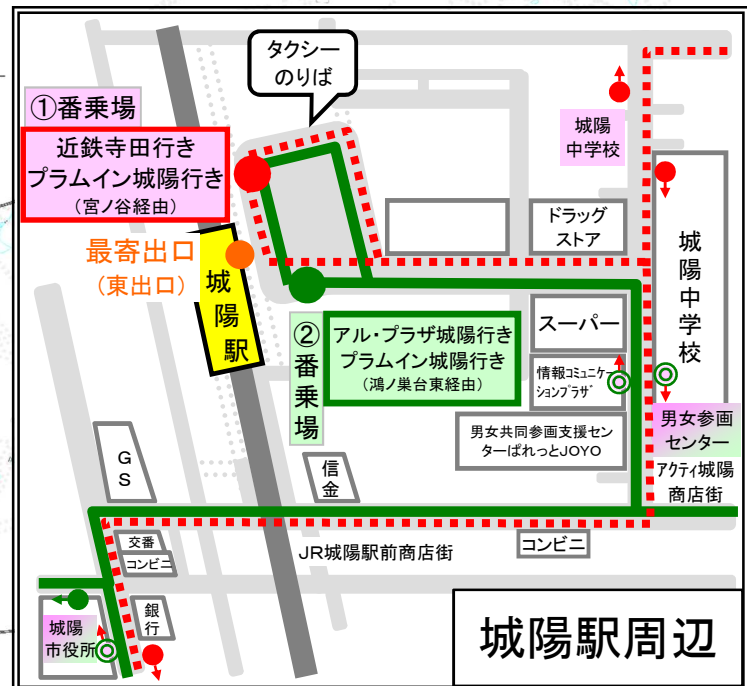 タクシー
のりば
①番乗場
近鉄寺田行き
プラムイン城陽行き
(宮ノ谷経由)
城陽
中学校
ドラッグ
ストア
城陽中学校
最寄出口
(東出口)
城陽駅
②番乗場
アル・プラザ城陽行き
プラムイン城陽行き
(鴻ノ巣台東経由)
スーパー
情報コミュニケー
ションプラザ
男女共同参画支援セン
ターぱれっとJOYO
男女参画
センター
アクティ城陽
商店街
GS
信金
交番
コンビニ
JR城陽駅前商店街
コンビニ
城陽
市役所
銀行
城陽駅周辺